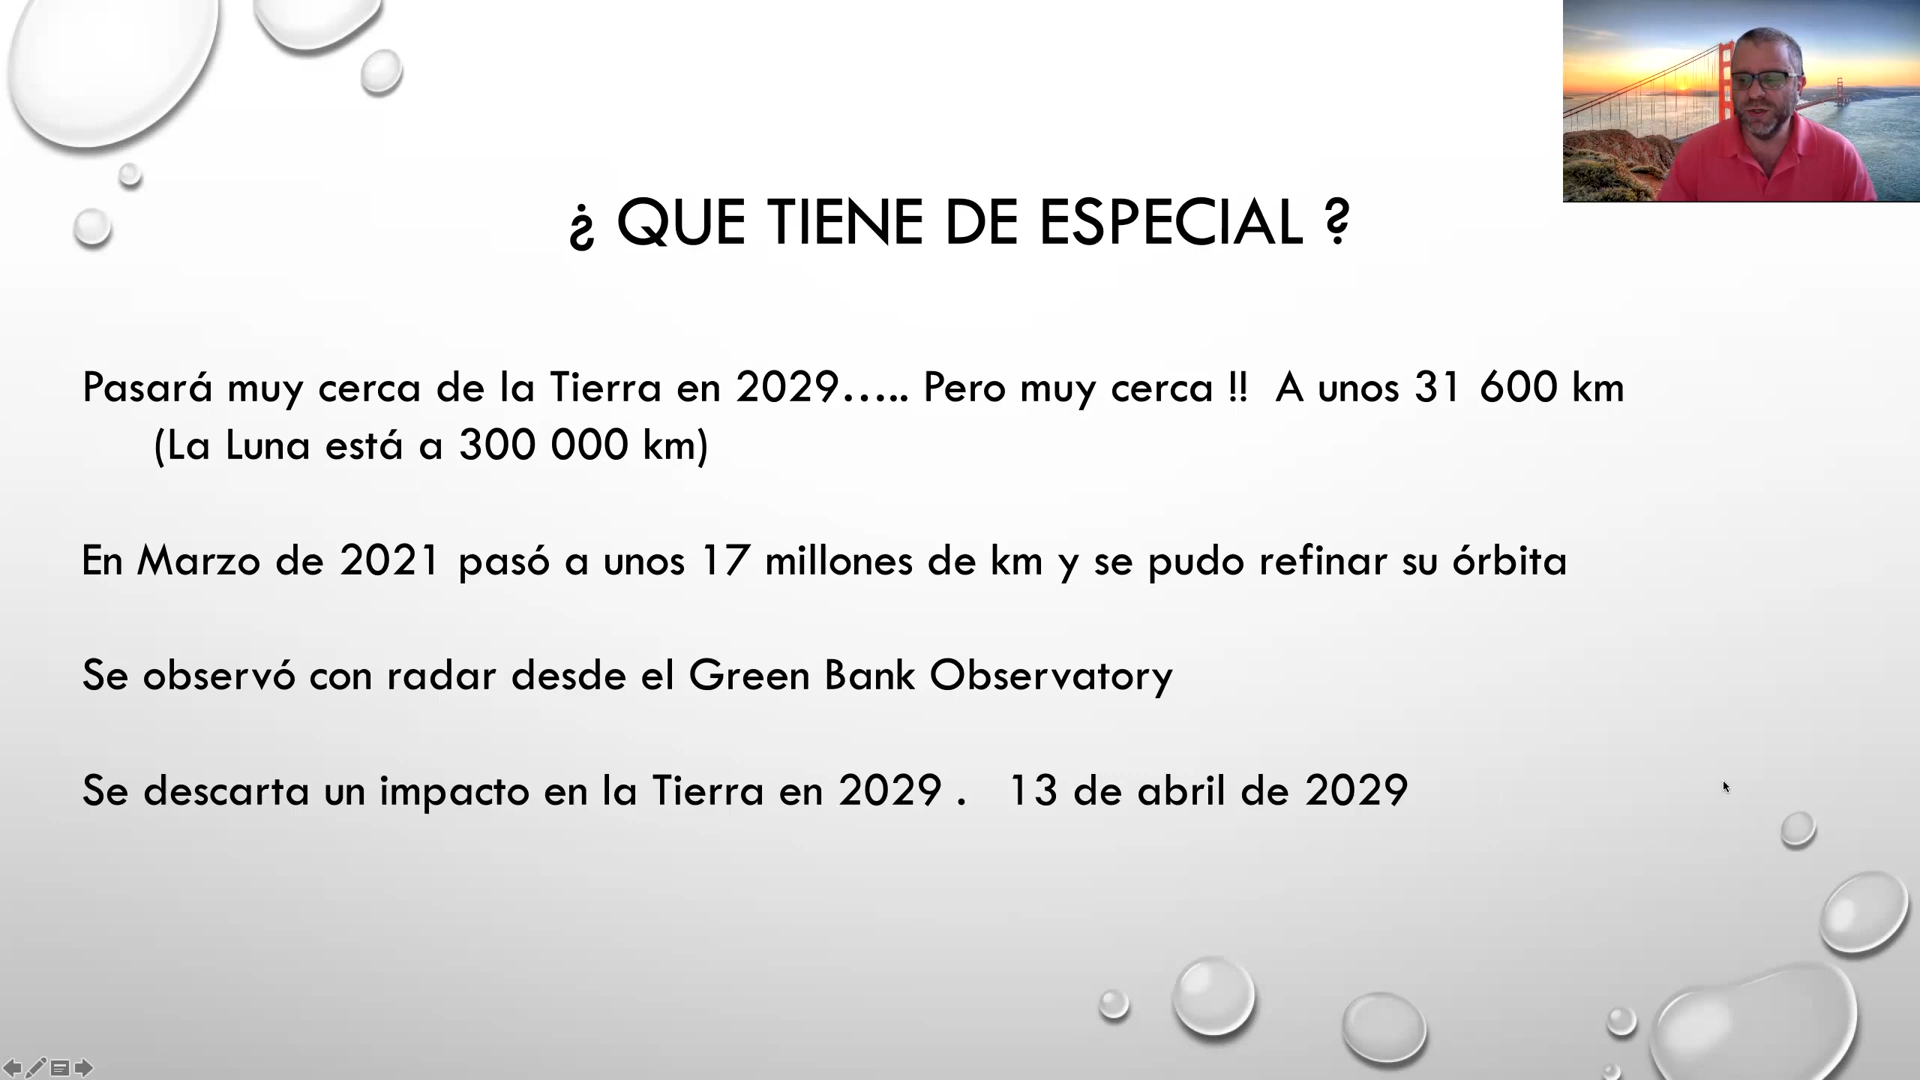 ¿ QUE TIENE DE ESPECIAL ?
Pasará muy cerca de la Tierra en 2029….. Pero muy cerca !!  A unos 31 600 km
(La Luna está a 300 000 km)
En Marzo de 2021 pasó a unos 17 millones de km y se pudo refinar su órbita
Se observó con radar desde el Green Bank Observatory
Se descarta un impacto en la Tierra en 2029 .   13 de abril de 2029